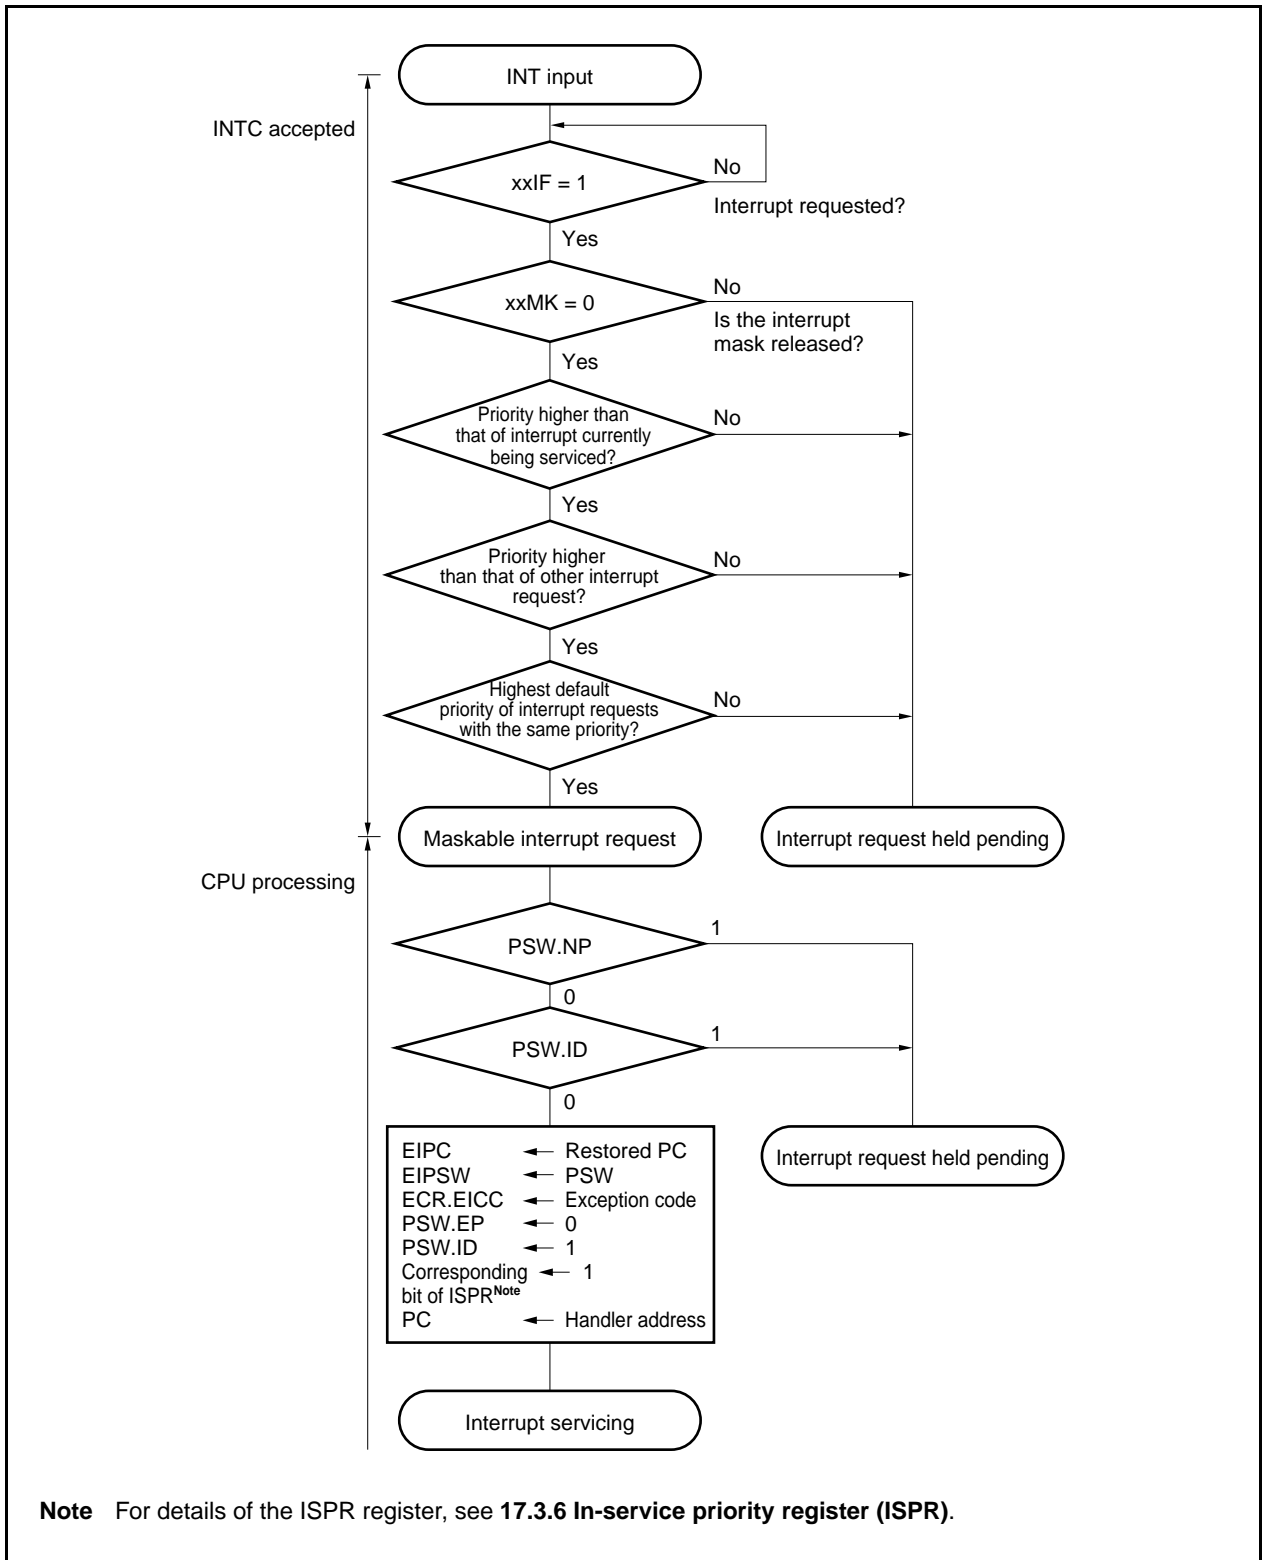 INT input
INTC accepted
xxIF = 1
No
Interrupt requested?
Yes
xxMK = 0
No
Is the interrupt
mask released?
Yes
Priority higher than
that of interrupt currently
being serviced?
No
Yes
Priority higher
than that of other interrupt
request?
No
Yes
Highest default
priority of interrupt requests
with the same priority?
No
Yes
Maskable interrupt request
Interrupt request held pending
CPU processing
PSW.NP
1
0
PSW.ID
1
0
EIPC ← Restored PC
EIPSW ← PSW
ECR.EICC ← Exception code
PSW.EP ← 0
PSW.ID ← 1
Corresponding ← 1
bit of ISPRNote
PC ← Handler address
Interrupt request held pending
Interrupt servicing
Note For details of the ISPR register, see 17.3.6 In-service priority register (ISPR).